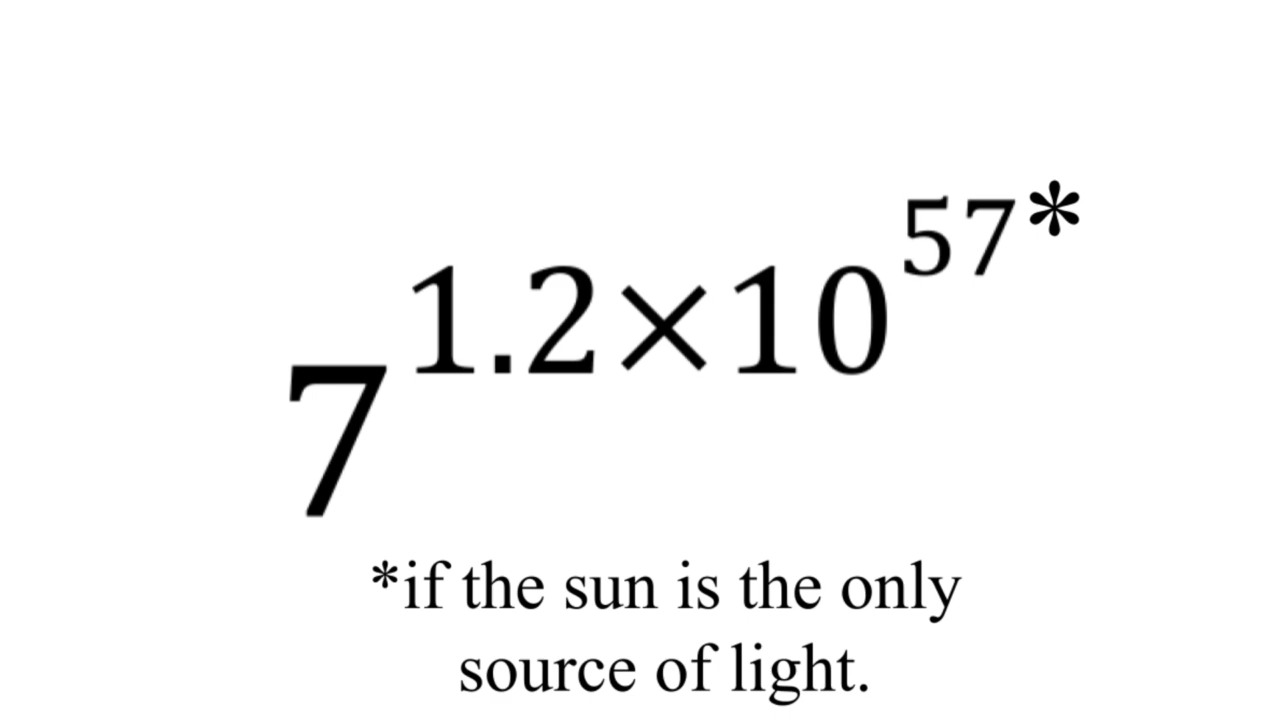 7^1.2×10^57*
*if the sun is the only
source of light.